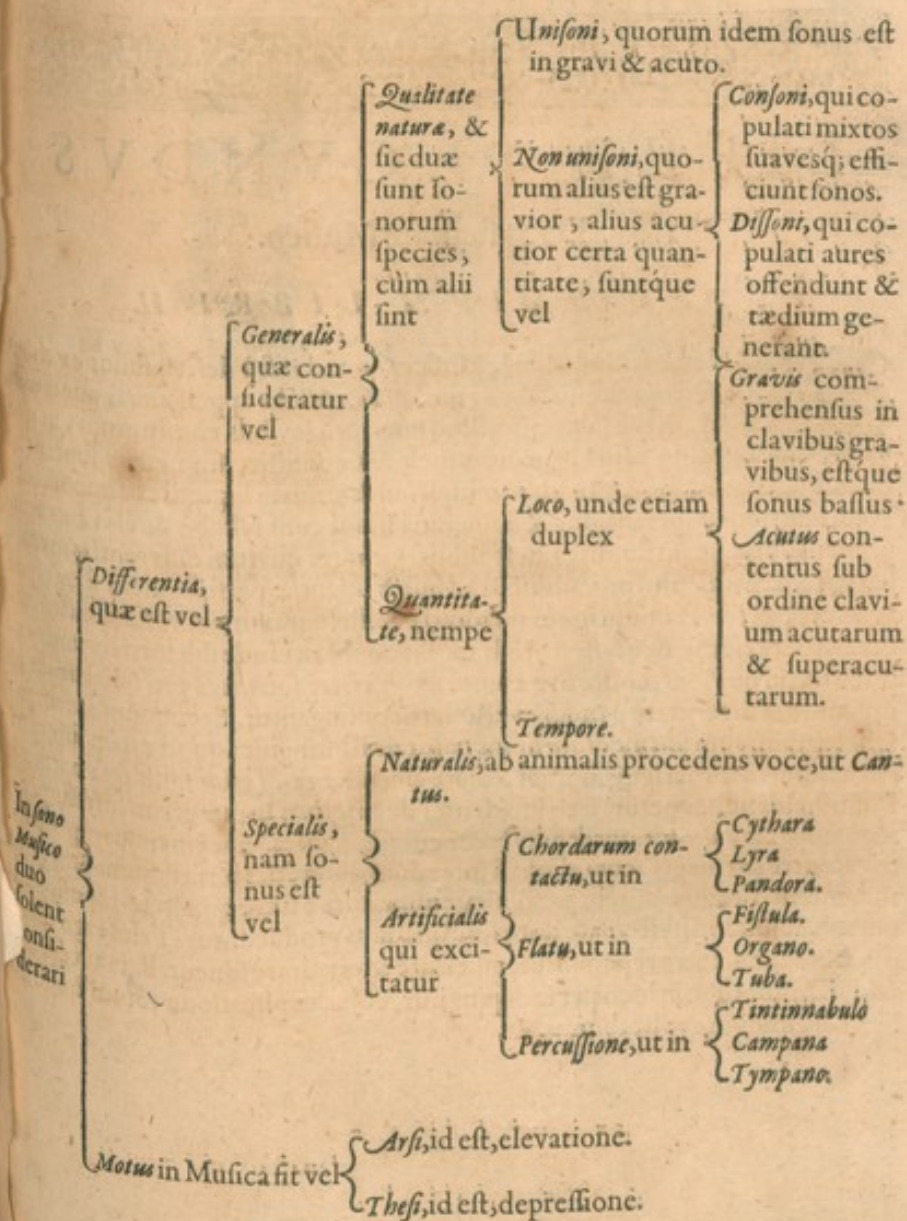 In ſono
Muſico
duo
ſolent
onſi-
derari
Differentia,
quæ eſt vel
Generalis,
quæ con-
ſideratur
vel
Qualitate
naturæ, &
ſic duæ
ſunt ſo-
norum
ſpecies,
cùm alii
ſint
Uniſoni, quorum idem ſonus eſt
in gravi & acuto.
Non uniſoni, quo-
rum alius eſt gra-
vior, alius acu-
tior certa quan-
titate, ſuntq́ue
vel
Conſoni, qui co-
pulati mixtos
ſuavesq́; effi-
ciunt ſonos.
Diſſoni, qui co-
pulati aures
offendunt &
tædium ge-
nerant.
Quantita-
te, nempe
Loco, unde etiam
duplex
Gravis com-
prehenſus in
clavibus gra-
vibus, eſtq́ue
ſonus baſſus.
Acutus con-
tentus ſub
ordine clavi-
um acutarum
& ſuperacu-
tarum.
Tempore.
Specialis,
nam ſo-
nus eſt
vel
Naturalis, ab animalis procedens voce, ut Can-
tus.
Artificialis
qui exci-
tatur
Chordarum con-
tactu, ut in
Cythara
Lyra
Pandora.
Flatu, ut in
Fiſtula.
Organo.
Tuba.
Percuſſione, ut in
Tintinnabulo
Campana
Tympano.
Motus in Muſica fit vel
Arſi, id eſt, elevatione.
Theſi, id eſt, depreſſione.